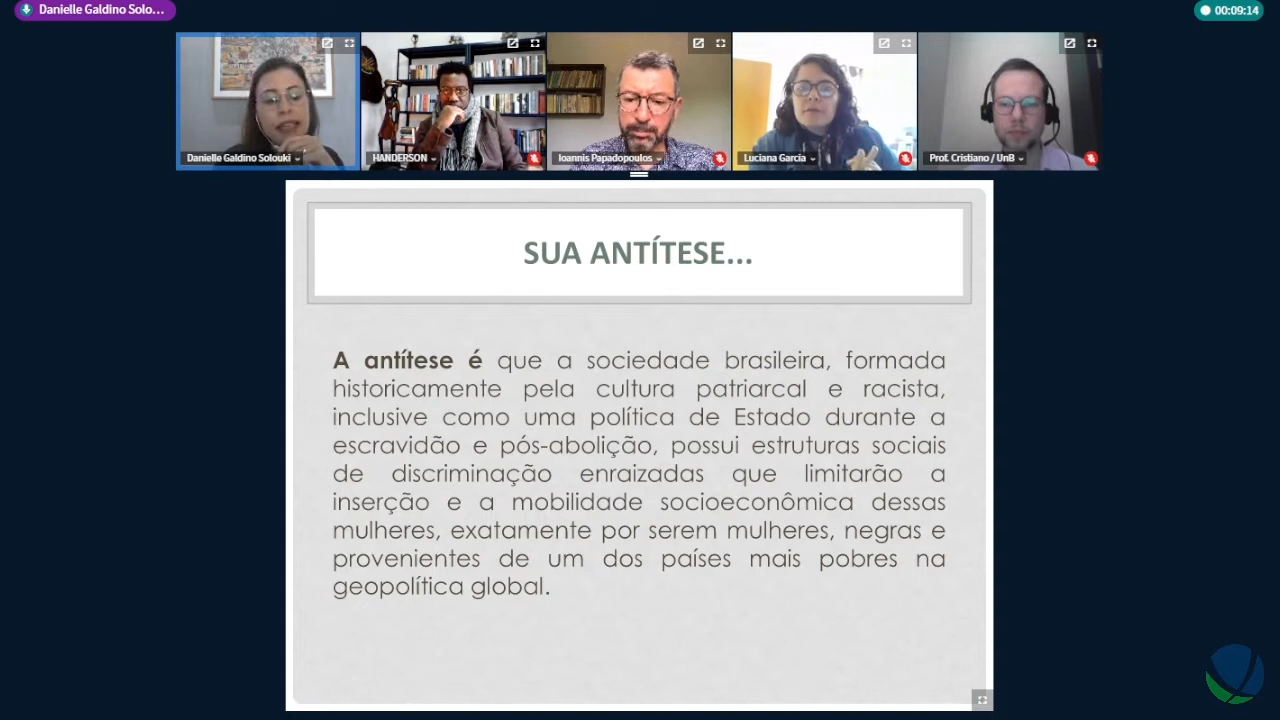 Danielle Galdino Solo...
00:09:14
Danielle Galdino Solouki
HANDERSON
Ioannis Papadopoulos
Luciana Garcia
Prof. Cristiano / UnB
SUA ANTÍTESE...
A antítese é que a sociedade brasileira, formada
historicamente pela cultura patriarcal e racista,
inclusive como uma política de Estado durante a
escravidão e pós-abolição, possui estruturas sociais
de discriminação enraizadas que limitarão a
inserção e a mobilidade socioeconômica dessas
mulheres, exatamente por serem mulheres, negras e
provenientes de um dos países mais pobres na
geopolítica global.